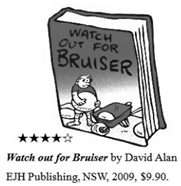 WATCH
OUT FOR
BRUISER
★★★★☆
Watch out for Bruiser by David Alan
EJH Publishing, NSW, 2009, $9.90.